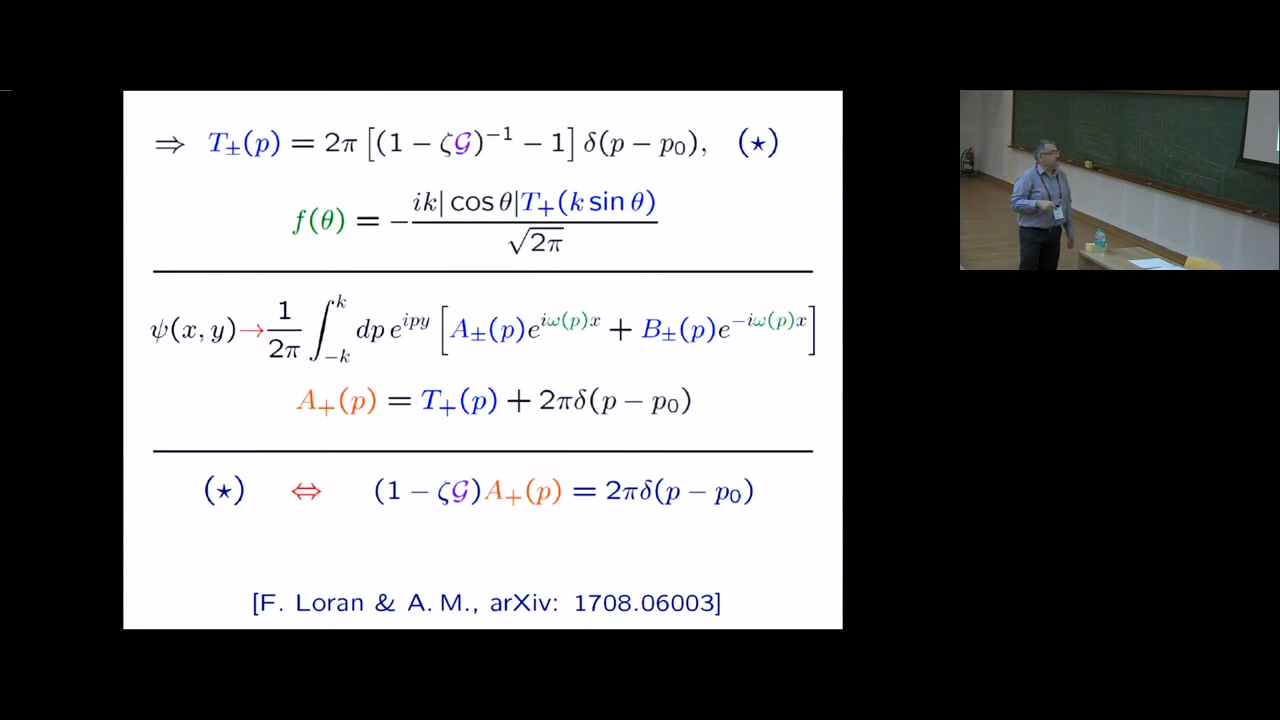 ⇒ T±(p) = 2π [(1 − ζ𝒢)⁻¹ − 1] δ(p − p₀), (⋆)
f(θ) = − ik| cos θ|T₊(k sin θ) / √2π
ψ(x, y) → 1/2π ∫₋ₖᵏ dp eⁱᵖʸ [A±(p)e^{iω(p)x} + B±(p)e^{−iω(p)x}]
A₊(p) = T₊(p) + 2πδ(p − p₀)
(⋆) ⇔ (1 − ζ𝒢)A₊(p) = 2πδ(p − p₀)
[F. Loran & A. M., arXiv: 1708.06003]